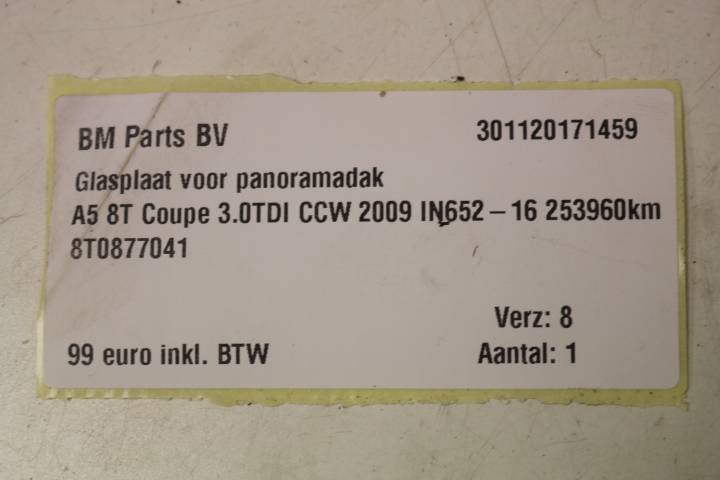 BM Parts BV 301120171459
Glasplaat voor panoramadak
A5 8T Coupe 3.0TDI CCW 2009 IN652 – 16 253960km
8T0877041
Verz: 8
99 euro inkl. BTW Aantal: 1